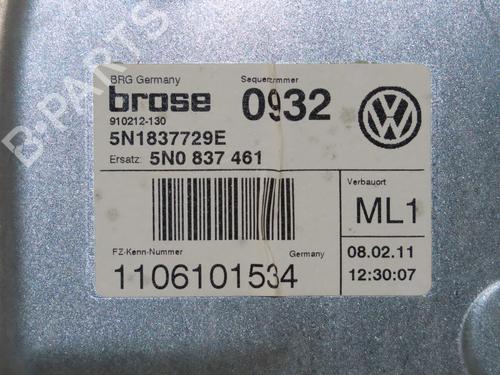 BRG Germany
Sequenznummer
brose
0932
910212-130
5N1837729E
Ersatz: 5N0 837 461
Verbauort
ML1
FZ-Kenn-Nummer
Germany
1106101534
08.02.11
12:30:07
B-PARTS